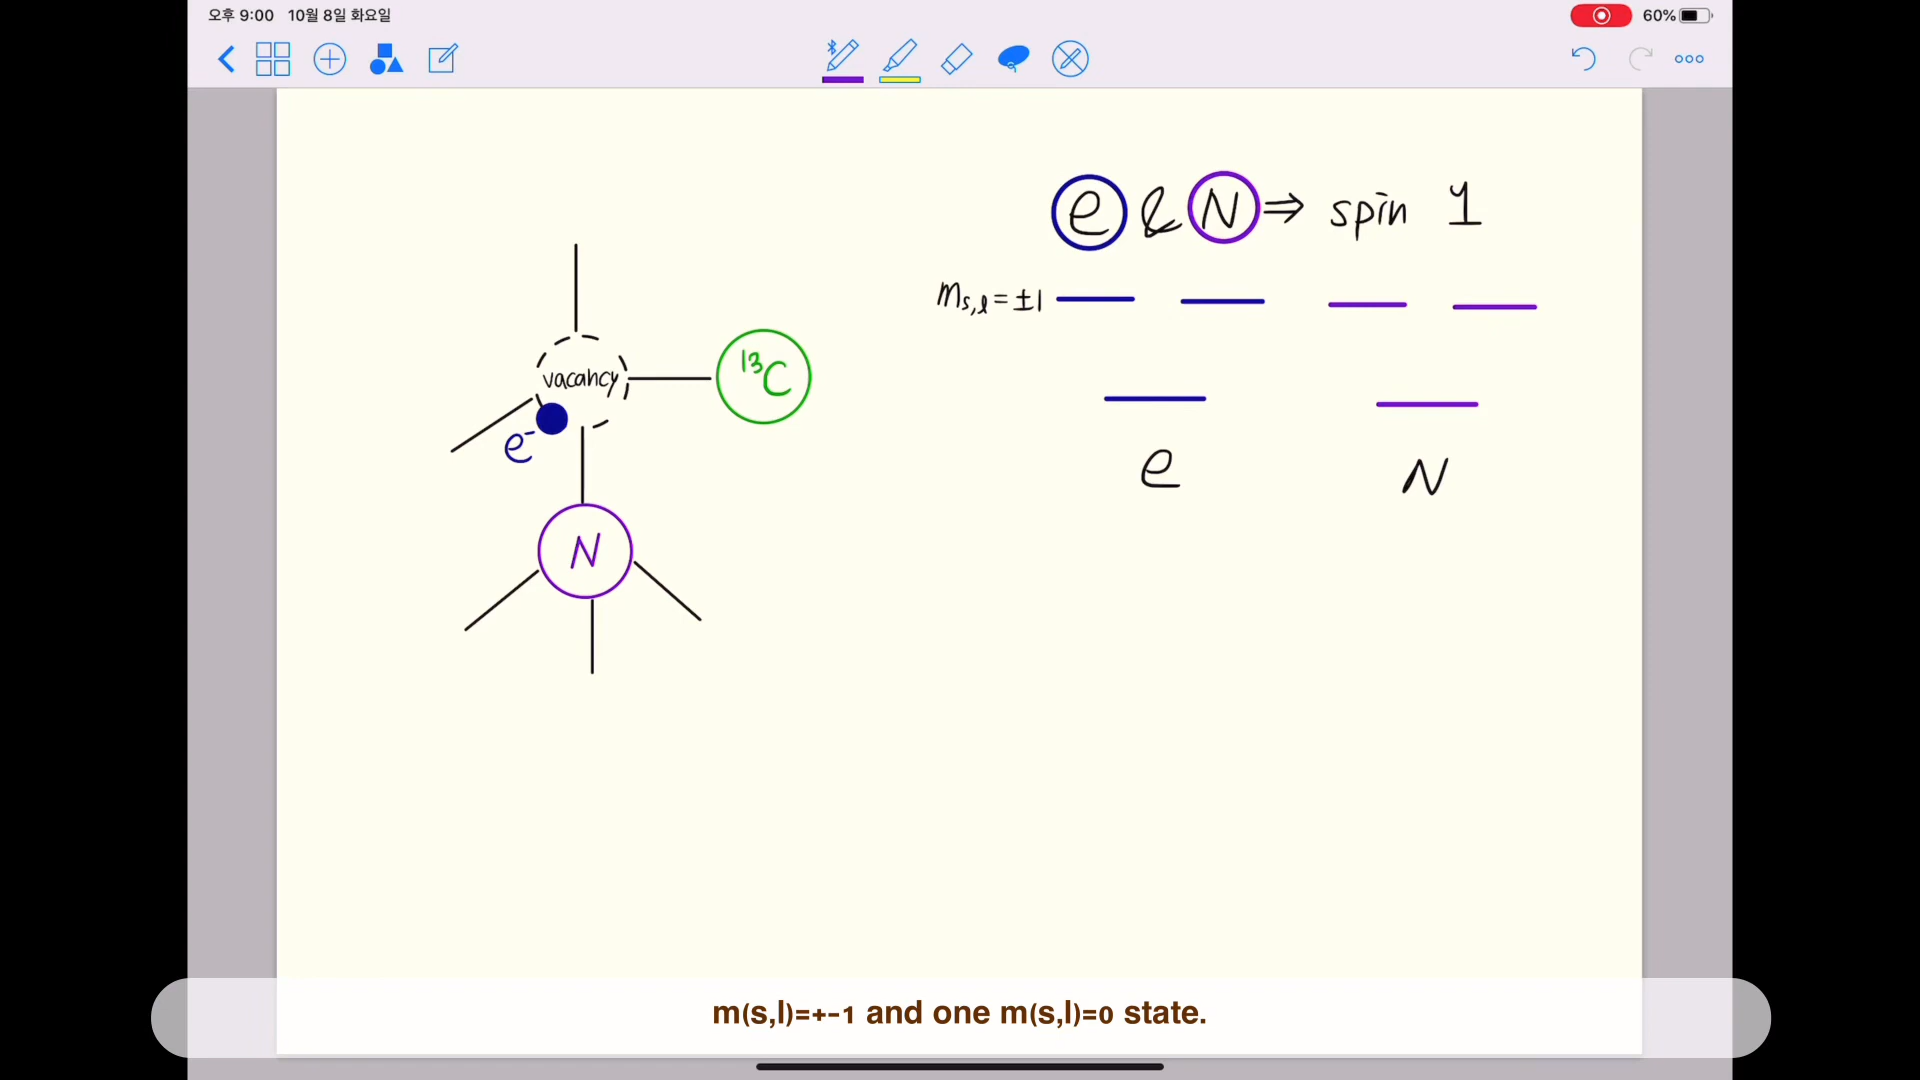 오후 9:00 10월 8일 화요일
60%
e & N ⇒ spin 1
m_{s,l} = ±1
vacancy
¹³C
e⁻
e
N
N
m(s,l)=+-1 and one m(s,l)=0 state.